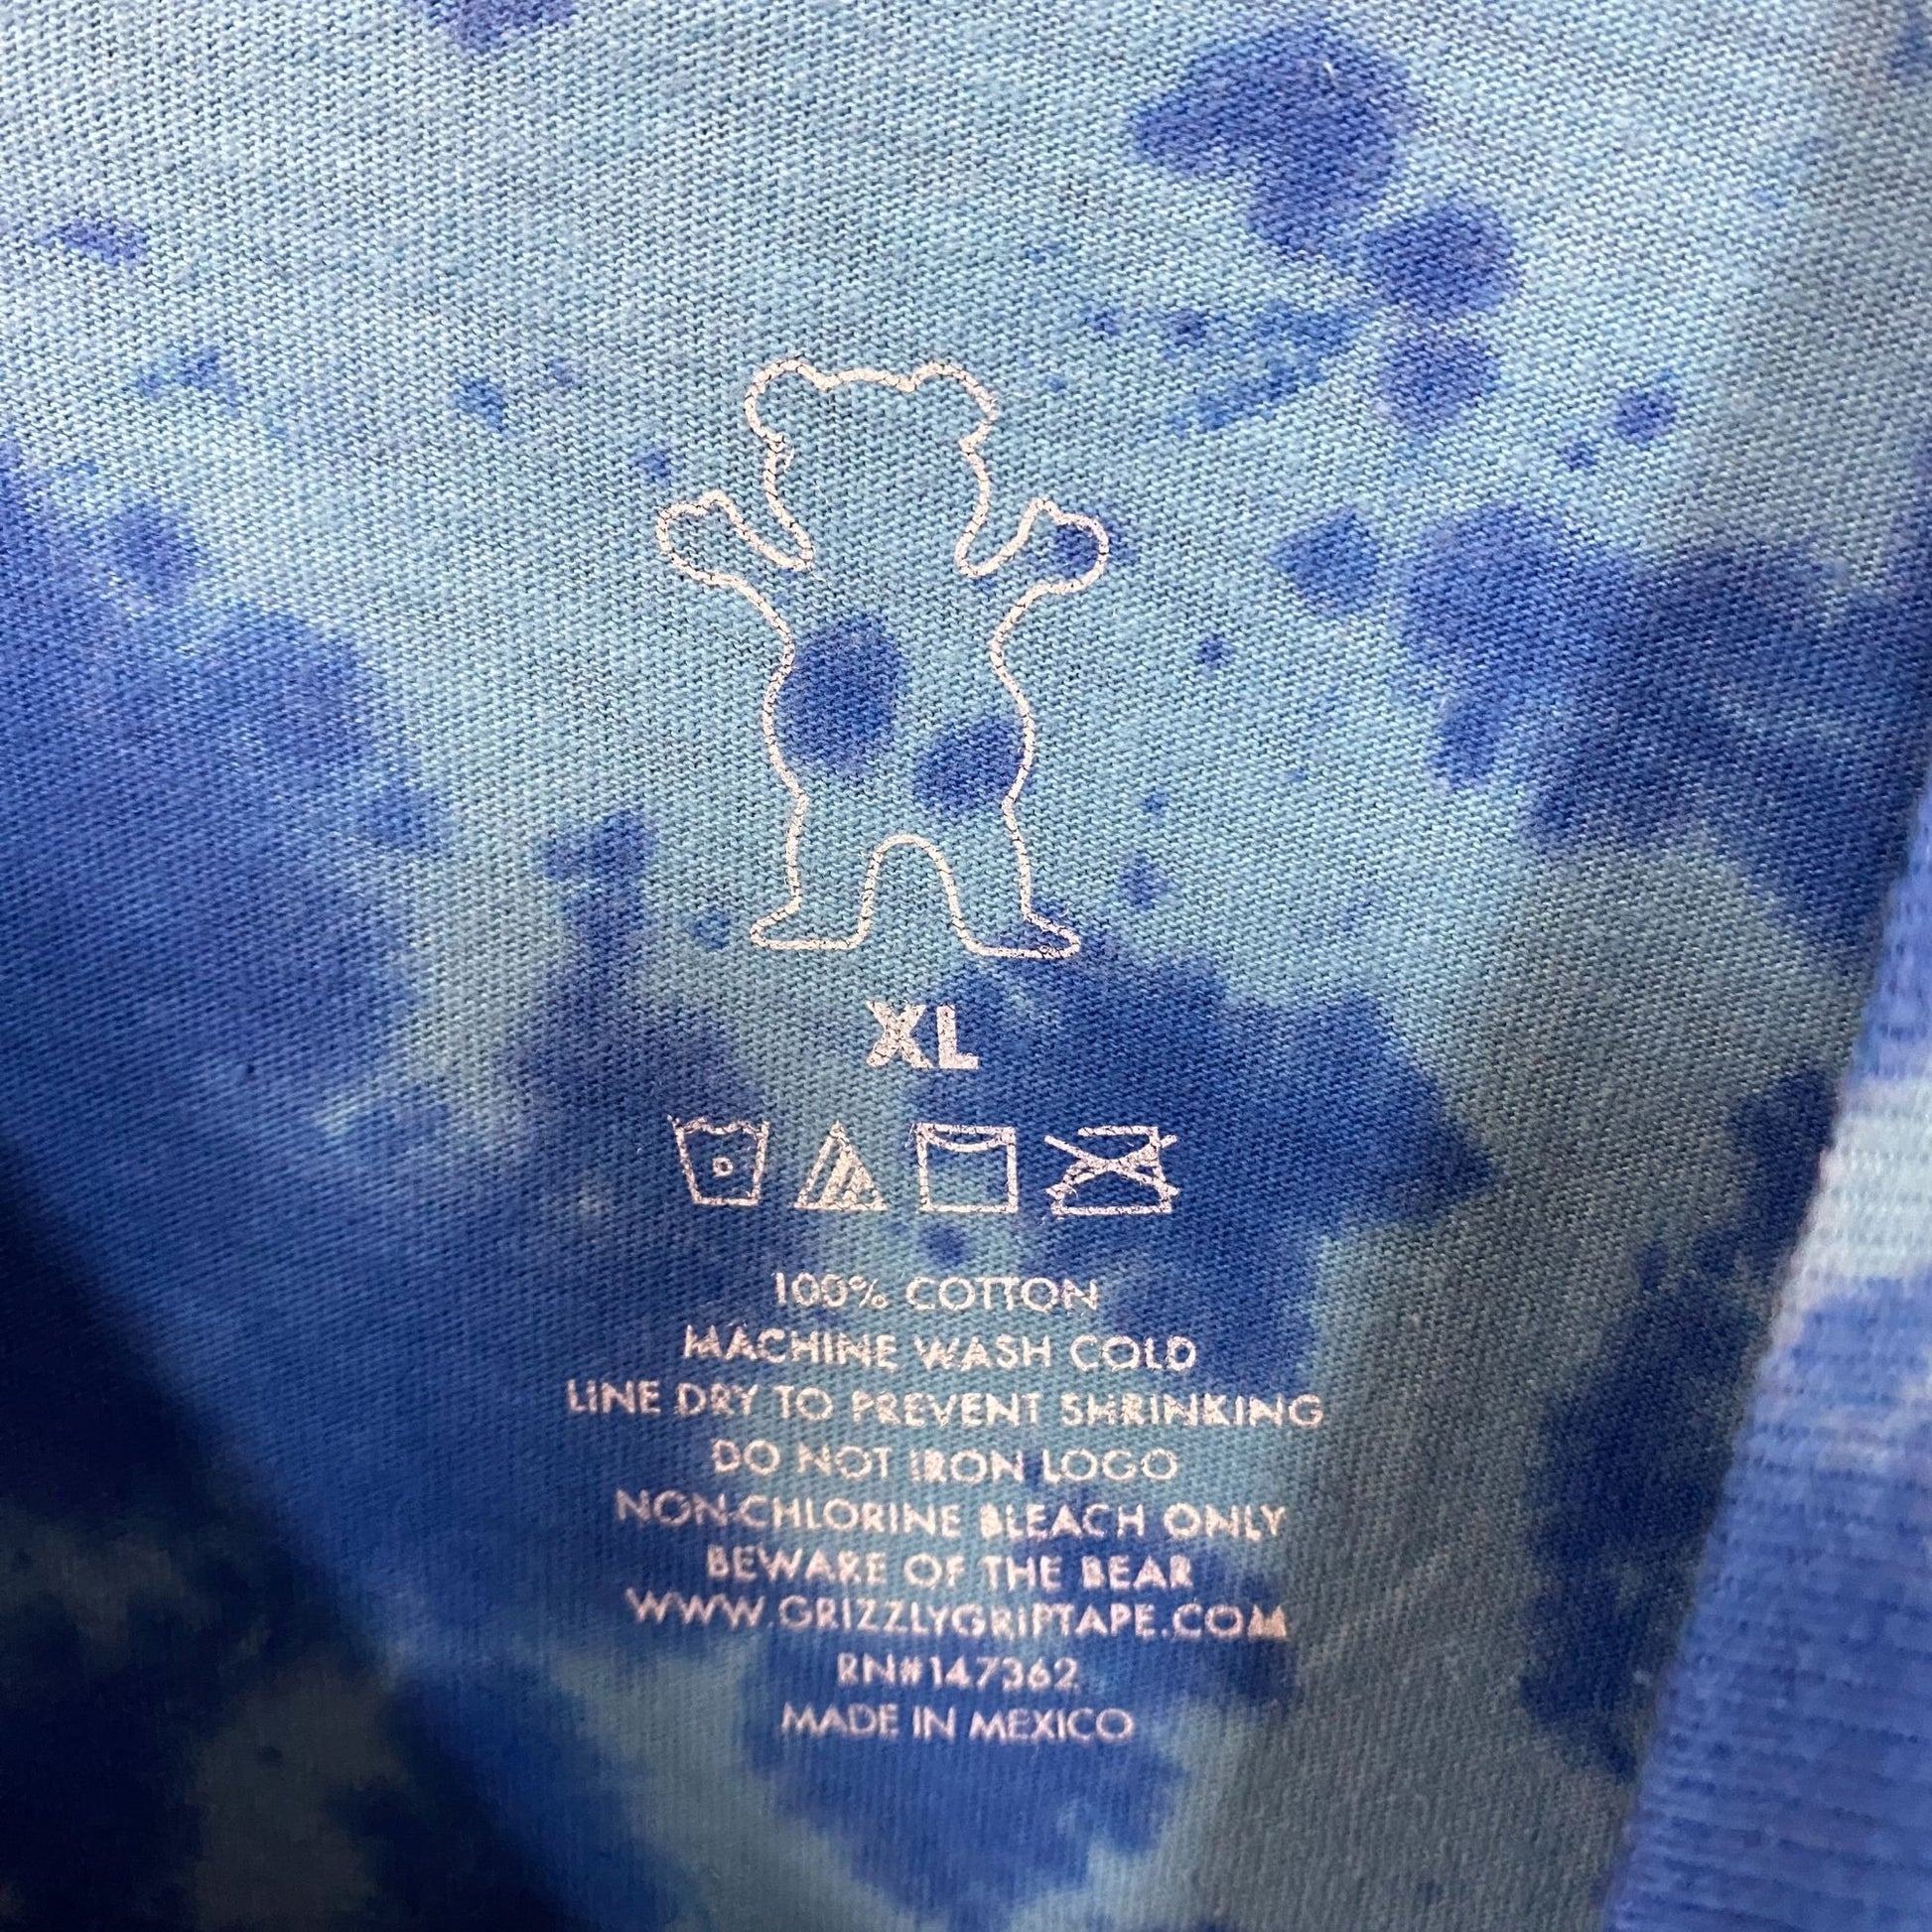 XL
D
100% COTTON
MACHINE WASH COLD
LINE DRY TO PREVENT SHRINKING
DO NOT IRON LOGO
NON-CHLORINE BLEACH ONLY
BEWARE OF THE BEAR
WWW.GRIZZLYGRIPTAPE.COM
RN#147362
MADE IN MEXICO